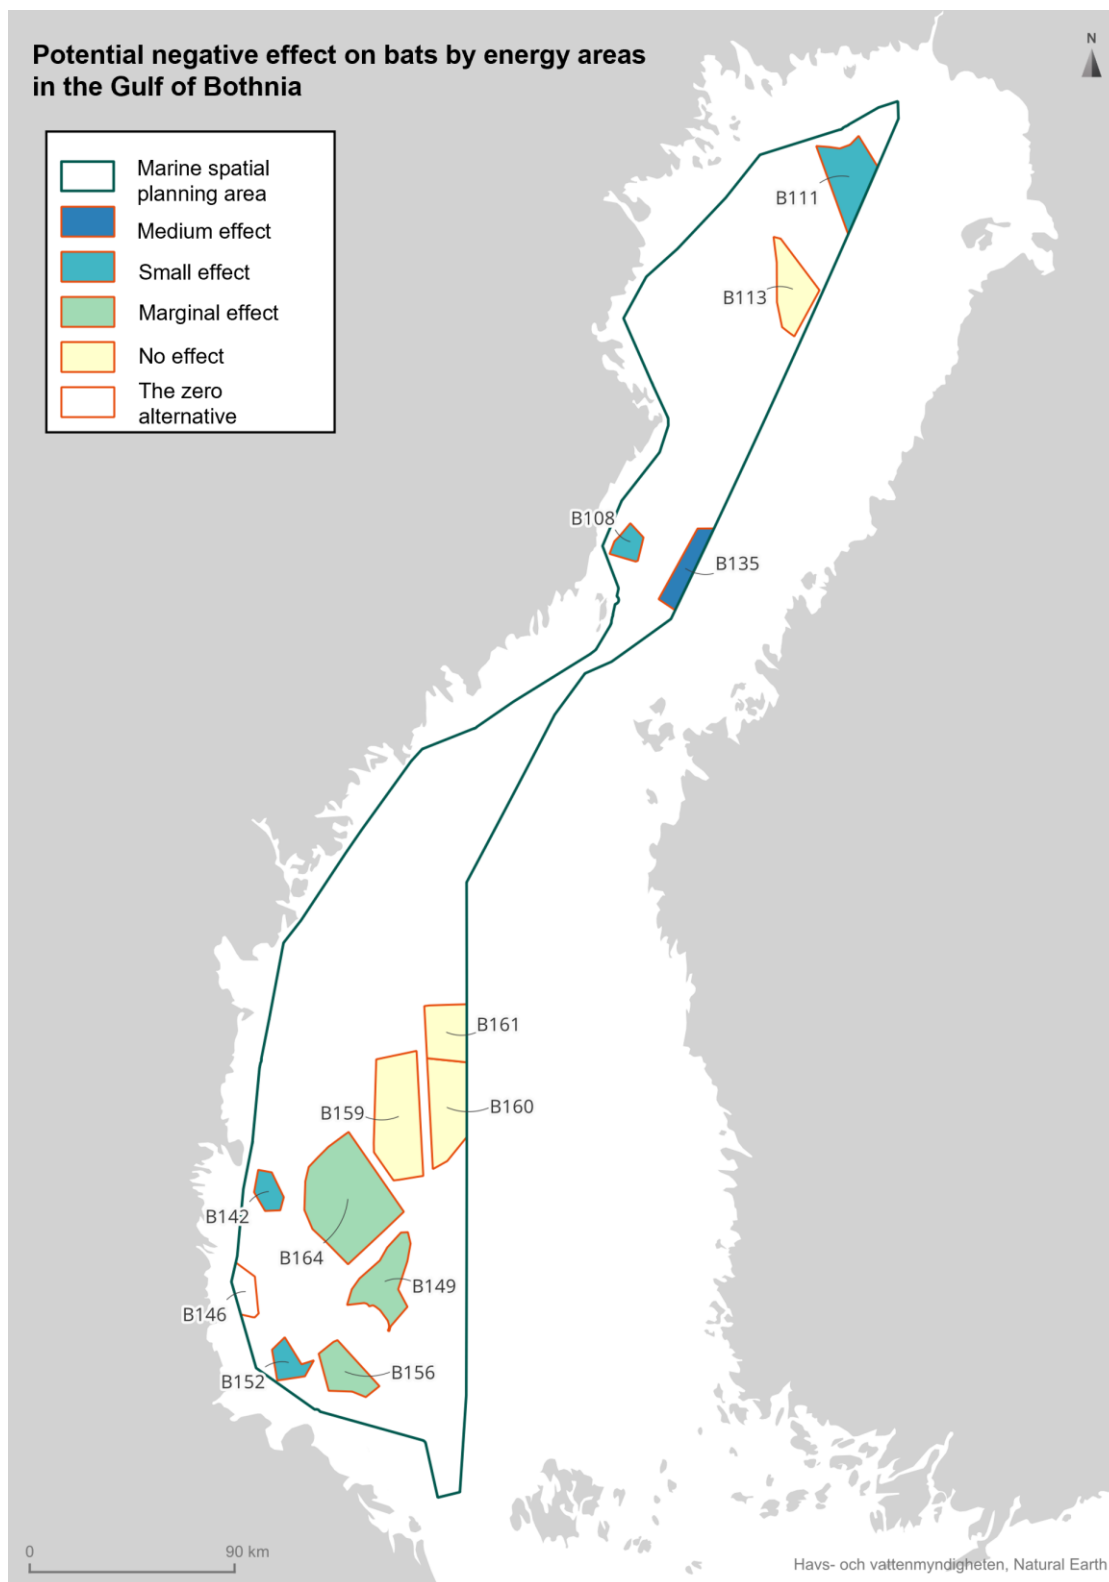 Potential negative effect on bats by energy areas
in the Gulf of Bothnia
N
Marine spatial
planning area
Medium effect
Small effect
Marginal effect
No effect
The zero
alternative
B111
B113
B108
B135
B161
B160
B159
B142
B164
B149
B146
B152
B156
0
90 km
Havs- och vattenmyndigheten, Natural Earth